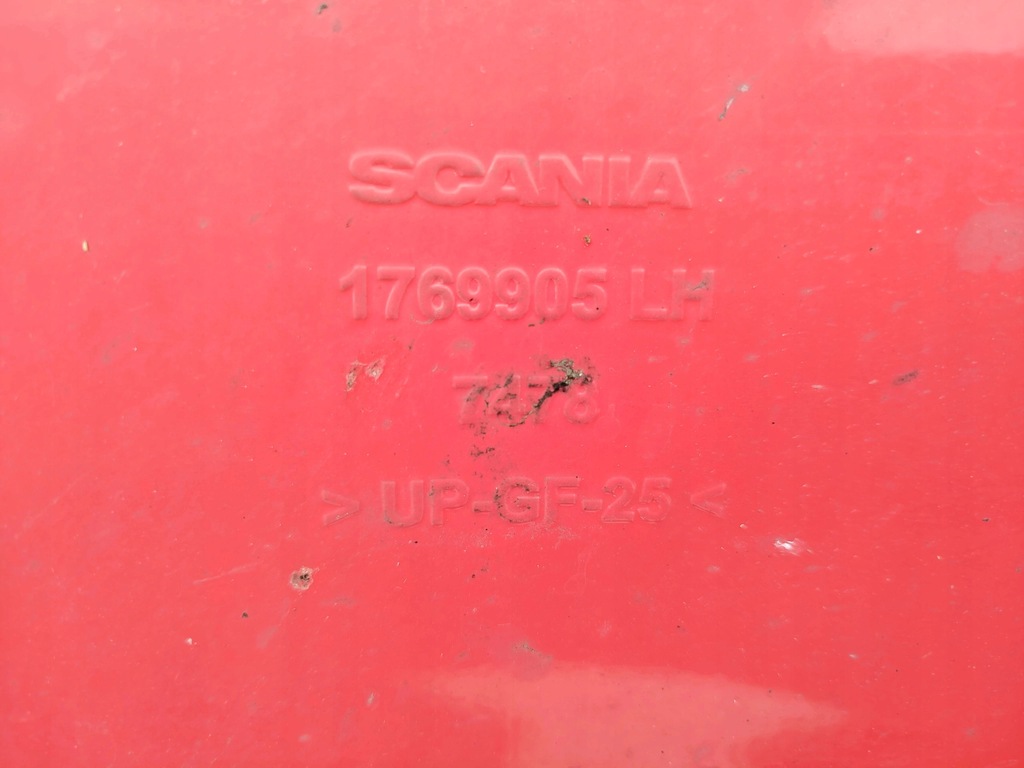 SCANIA
1769905 LH
> UP-GF-25 <